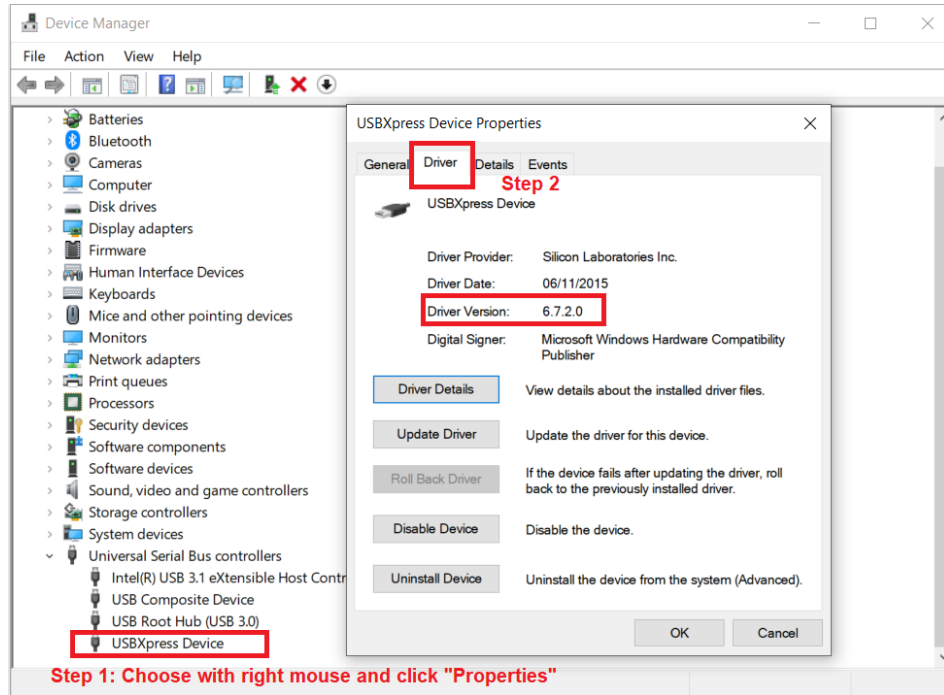 Device Manager
File Action View Help
Batteries
Bluetooth
Cameras
Computer
Disk drives
Display adapters
Firmware
Human Interface Devices
Keyboards
Mice and other pointing devices
Monitors
Network adapters
Print queues
Processors
Security devices
Software components
Software devices
Sound, video and game controllers
Storage controllers
System devices
Universal Serial Bus controllers
Intel(R) USB 3.1 eXtensible Host Contr
USB Composite Device
USB Root Hub (USB 3.0)
USBXpress Device
Step 1: Choose with right mouse and click "Properties"
USBXpress Device Properties
General Driver Details Events
Step 2
USBXpress Device
Driver Provider: Silicon Laboratories Inc.
Driver Date: 06/11/2015
Driver Version: 6.7.2.0
Digital Signer: Microsoft Windows Hardware Compatibility
Publisher
Driver Details View details about the installed driver files.
Update Driver Update the driver for this device.
Roll Back Driver If the device fails after updating the driver, roll
back to the previously installed driver.
Disable Device Disable the device.
Uninstall Device Uninstall the device from the system (Advanced).
OK Cancel